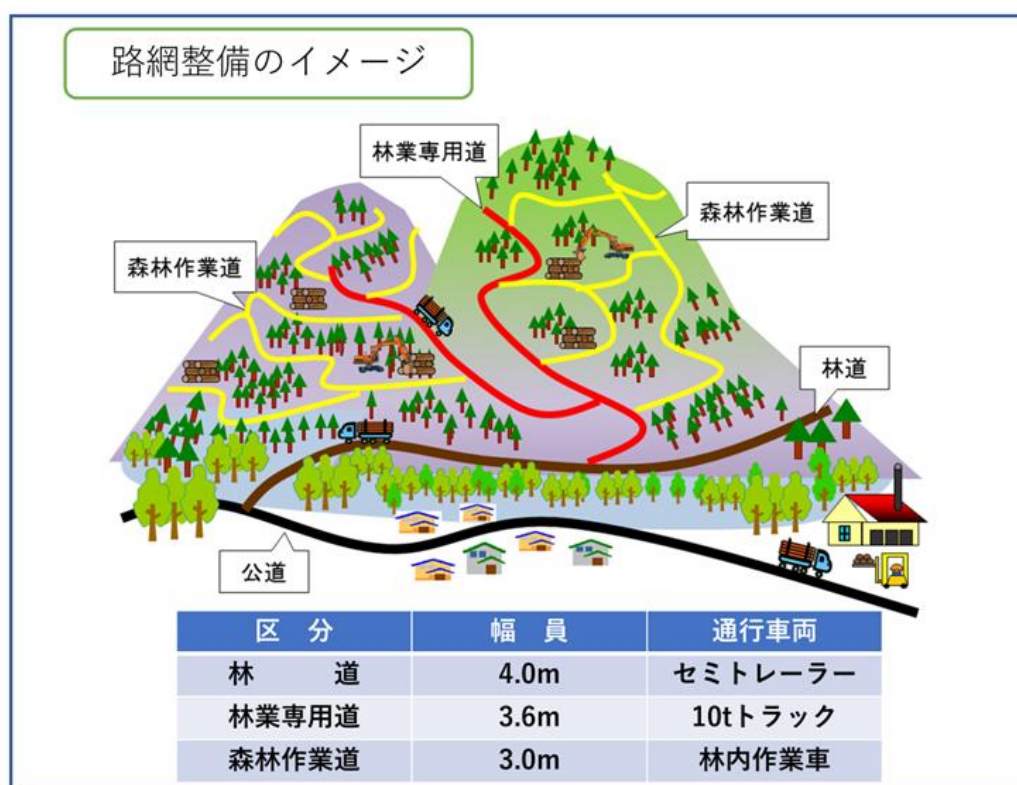 路網整備のイメージ
林業専用道
森林作業道
森林作業道
林道
公道
区 分 幅 員 通行車両
林 道 4.0m セミトレーラー
林業専用道 3.6m 10tトラック
森林作業道 3.0m 林内作業車